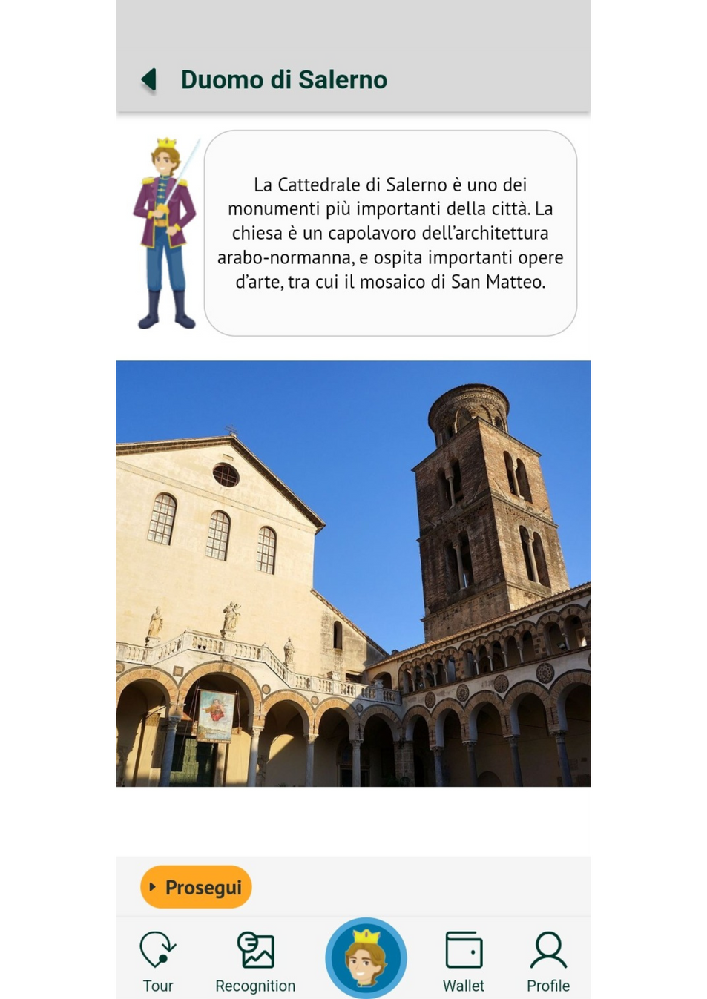 Duomo di Salerno
La Cattedrale di Salerno è uno dei
monumenti più importanti della città. La
chiesa è un capolavoro dell’architettura
arabo-normanna, e ospita importanti opere
d’arte, tra cui il mosaico di San Matteo.
Prosegui
Tour
Recognition
Wallet
Profile